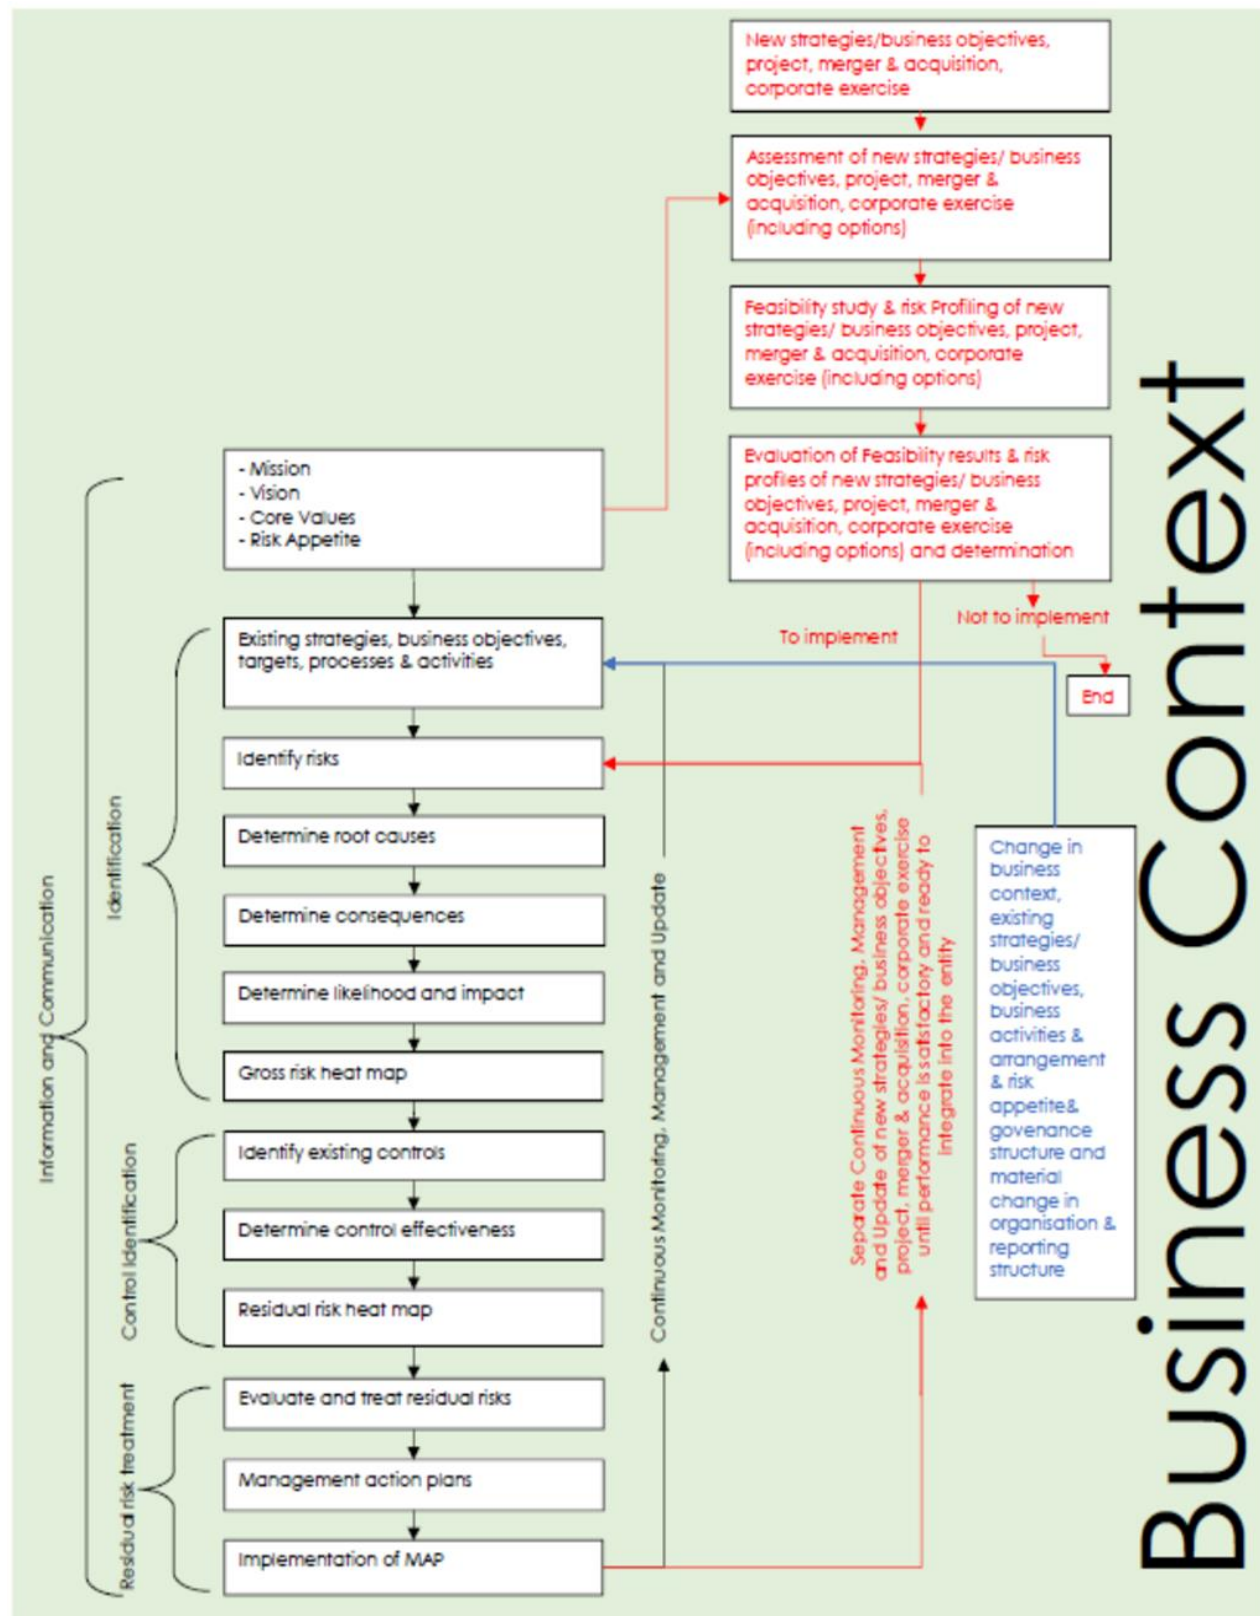 New strategies/business objectives,
project, merger & acquisition,
corporate exercise
Assessment of new strategies/ business
objectives, project, merger &
acquisition, corporate exercise
(including options)
Feasibility study & risk Profiling of new
strategies/ business objectives, project,
merger & acquisition, corporate
exercise (including options)
Evaluation of Feasibility results & risk
profiles of new strategies/ business
objectives, project, merger &
acquisition, corporate exercise
(including options) and determination
To implement
Not to implement
End
- Mission
- Vision
- Core Values
- Risk Appetite
Existing strategies, business objectives,
targets, processes & activities
Identify risks
Determine root causes
Determine consequences
Determine likelihood and impact
Gross risk heat map
Identify existing controls
Determine control effectiveness
Residual risk heat map
Evaluate and treat residual risks
Management action plans
Implementation of MAP
Information and Communication
Identification
Control Identification
Residual risk treatment
Continuous Monitoring, Management and Update
Separate Continuous Monitoring, Management
and Update of new strategies/ business objectives,
project, merger & acquisition, corporate exercise
until performance is satisfactory and ready to
integrate into the entity
Change in
business
context,
existing
strategies/
business
objectives,
business
activities &
arrangement
& risk
appetite&
govenance
structure and
material
change in
organisation &
reporting
structure
Business Context